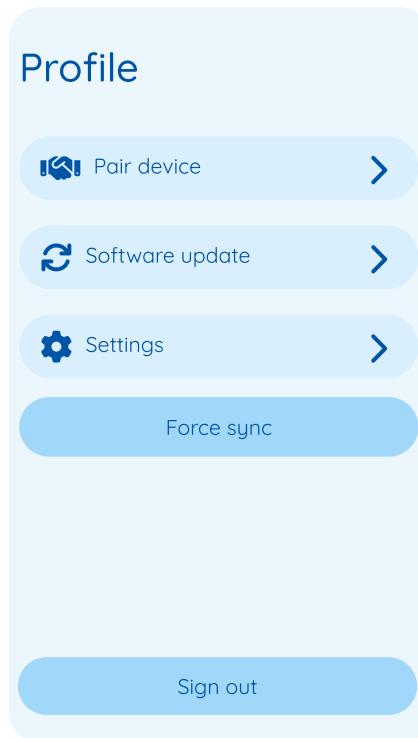 Profile
Pair device
Software update
Settings
Force sync
Sign out